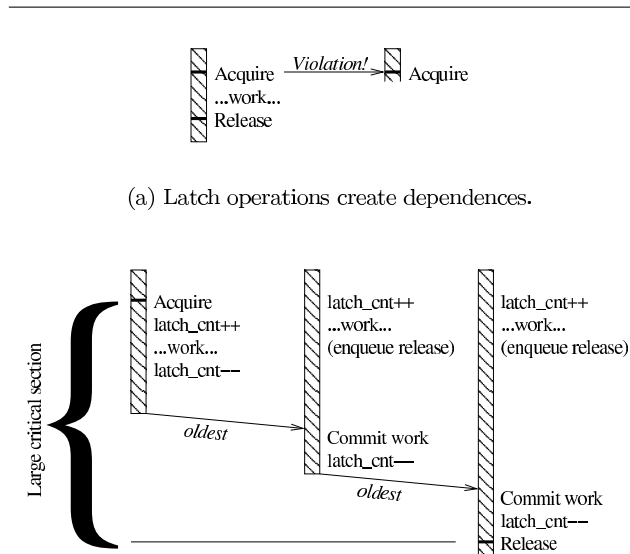 Violation!
Acquire
Acquire
...work...
Release
(a) Latch operations create dependences.
Large critical section
Acquire
latch_cnt++
...work...
latch_cnt−−
oldest
latch_cnt++
...work...
(enqueue release)
Commit work
latch_cnt−−
oldest
latch_cnt++
...work...
(enqueue release)
Commit work
latch_cnt−−
Release